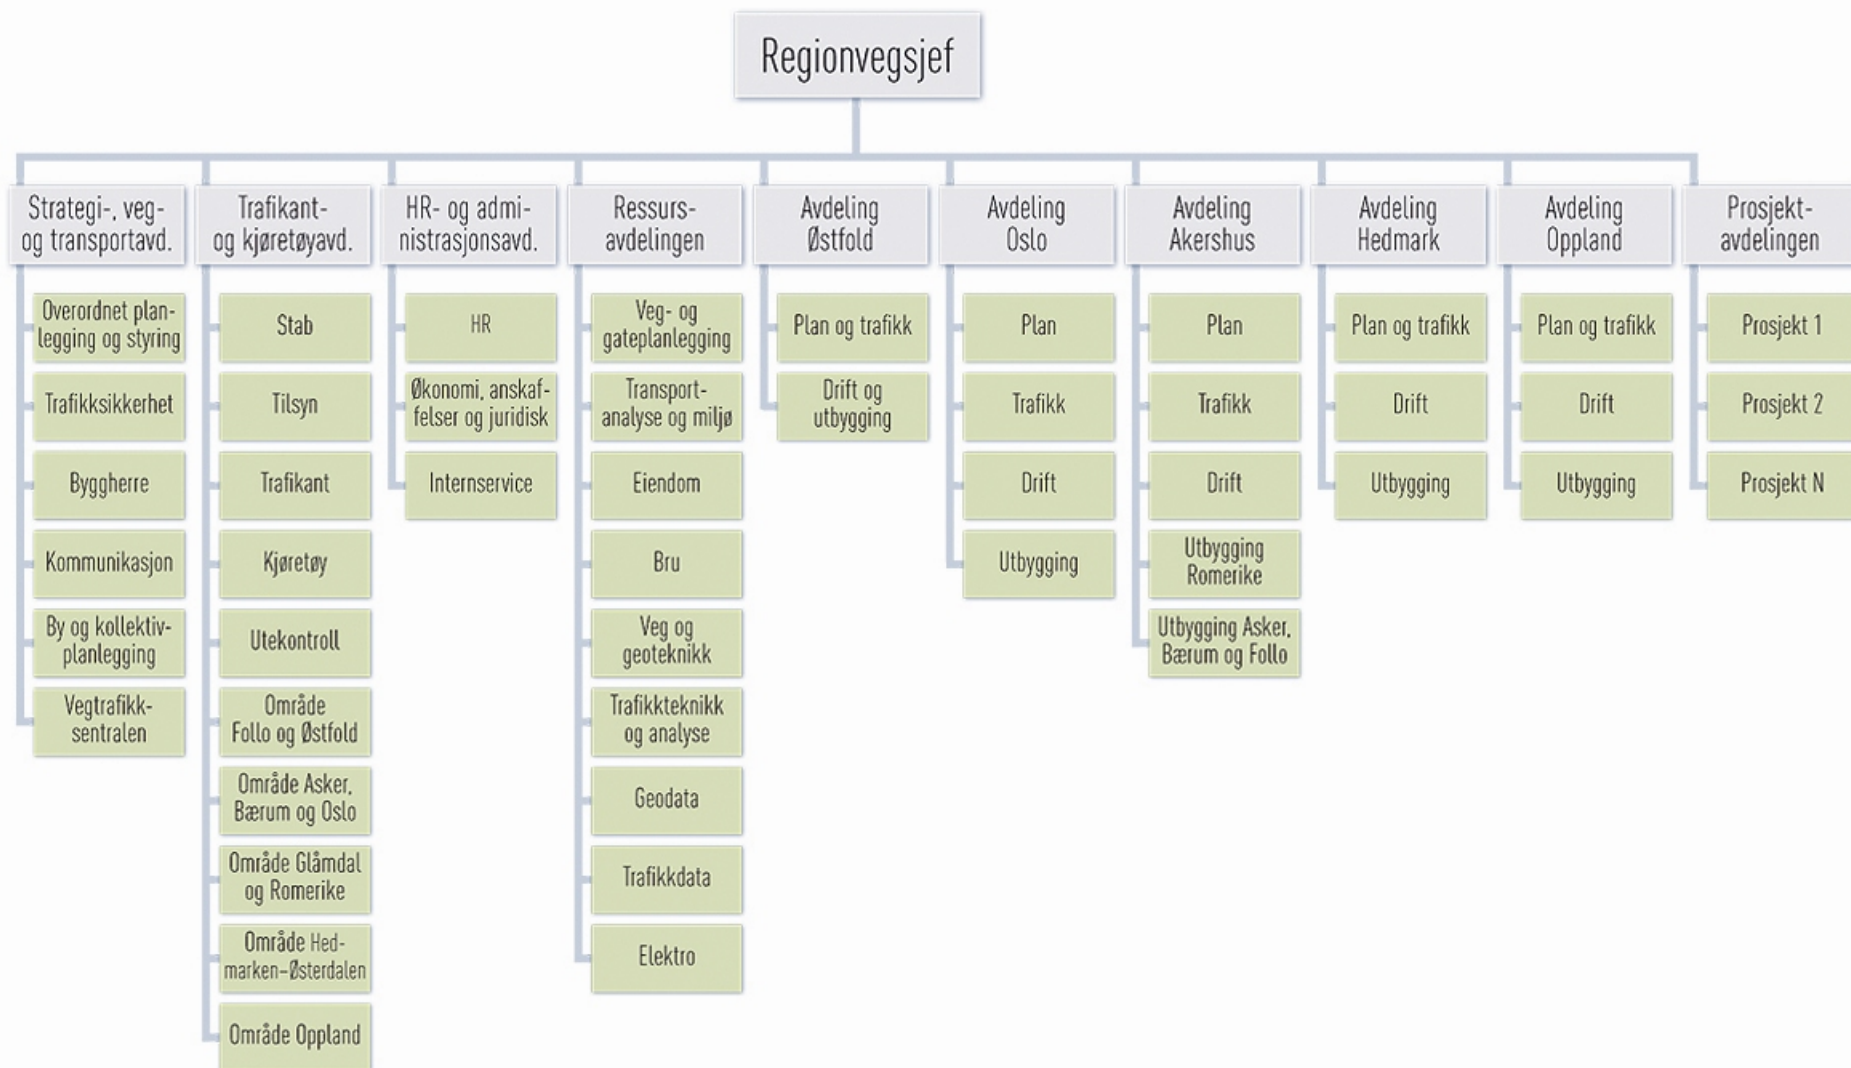 Regionvegsjef
Strategi-, veg-
og transportavd.
Overordnet plan-
legging og styring
Trafikksikkerhet
Byggherre
Kommunikasjon
By og kollektiv-
planlegging
Vegtrafikk-
sentralen
Trafikant-
og kjøretøyavd.
Stab
Tilsyn
Trafikant
Kjøretøy
Utekontroll
Område
Follo og Østfold
Område Asker,
Bærum og Oslo
Område Glåmdal
og Romerike
Område Hed-
marken–Østerdalen
Område Oppland
HR- og admi-
nistrasjonsavd.
HR
Økonomi, anskaf-
felser og juridisk
Internservice
Ressurs-
avdelingen
Veg- og
gateplanlegging
Transport-
analyse og miljø
Eiendom
Bru
Veg og
geoteknikk
Trafikkteknikk
og analyse
Geodata
Trafikkdata
Elektro
Avdeling
Østfold
Plan og trafikk
Drift og
utbygging
Avdeling
Oslo
Plan
Trafikk
Drift
Utbygging
Avdeling
Akershus
Plan
Trafikk
Drift
Utbygging
Romerike
Utbygging Asker,
Bærum og Follo
Avdeling
Hedmark
Plan og trafikk
Drift
Utbygging
Avdeling
Oppland
Plan og trafikk
Drift
Utbygging
Prosjekt-
avdelingen
Prosjekt 1
Prosjekt 2
Prosjekt N